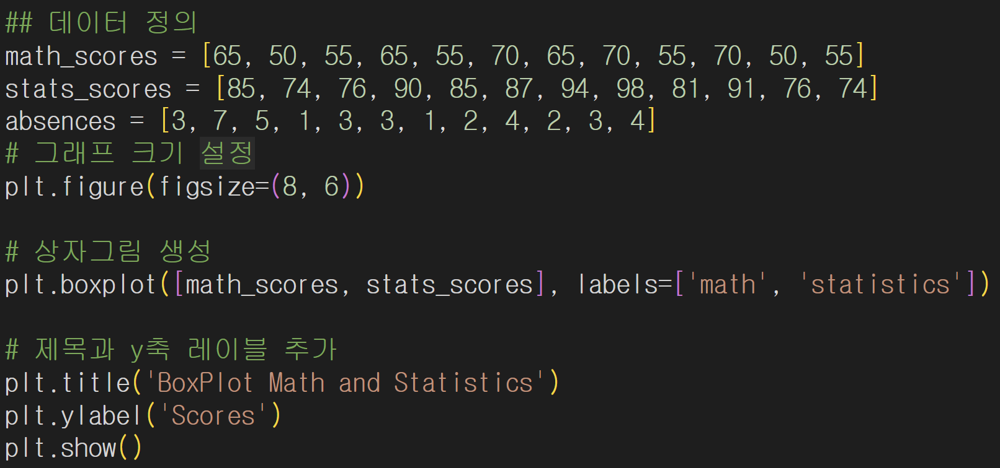 ## 데이터 정의
math_scores = [65, 50, 55, 65, 55, 70, 65, 70, 55, 70, 50, 55]
stats_scores = [85, 74, 76, 90, 85, 87, 94, 98, 81, 91, 76, 74]
absences = [3, 7, 5, 1, 3, 3, 1, 2, 4, 2, 3, 4]
# 그래프 크기 설정
plt.figure(figsize=(8, 6))
# 상자그림 생성
plt.boxplot([math_scores, stats_scores], labels=['math', 'statistics'])
# 제목과 y축 레이블 추가
plt.title('BoxPlot Math and Statistics')
plt.ylabel('Scores')
plt.show()